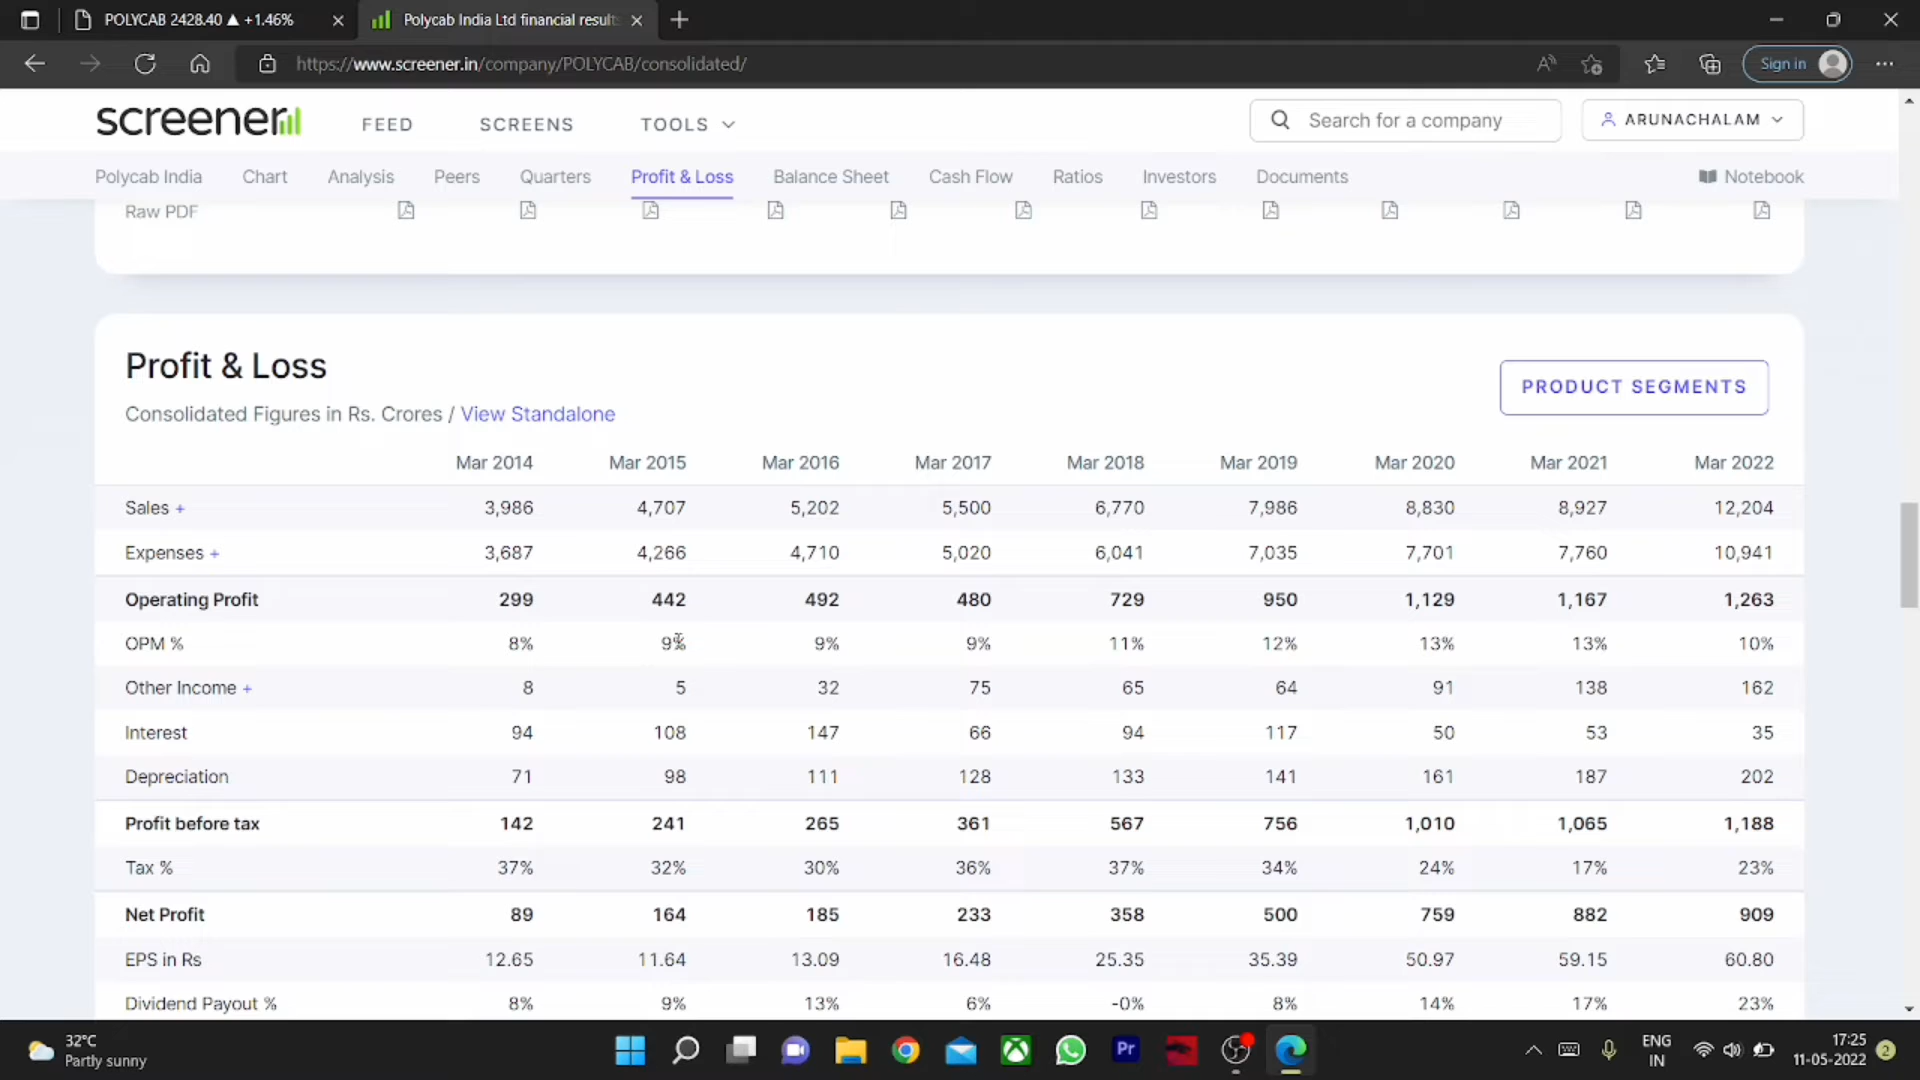 POLYCAB 2428.40 ▲ +1.46%
Polycab India Ltd financial result
https://www.screener.in/company/POLYCAB/consolidated/
Sign in
screener
FEED SCREENS TOOLS
Search for a company
ARUNACHALAM
Polycab India Chart Analysis Peers Quarters Profit & Loss Balance Sheet Cash Flow Ratios Investors Documents Notebook
Raw PDF
Profit & Loss
PRODUCT SEGMENTS
Consolidated Figures in Rs. Crores / View Standalone
Mar 2014 Mar 2015 Mar 2016 Mar 2017 Mar 2018 Mar 2019 Mar 2020 Mar 2021 Mar 2022
Sales + 3,986 4,707 5,202 5,500 6,770 7,986 8,830 8,927 12,204
Expenses + 3,687 4,266 4,710 5,020 6,041 7,035 7,701 7,760 10,941
Operating Profit 299 442 492 480 729 950 1,129 1,167 1,263
OPM % 8% 9% 9% 9% 11% 12% 13% 13% 10%
Other Income + 8 5 32 75 65 64 91 138 162
Interest 94 108 147 66 94 117 50 53 35
Depreciation 71 98 111 128 133 141 161 187 202
Profit before tax 142 241 265 361 567 756 1,010 1,065 1,188
Tax % 37% 32% 30% 36% 37% 34% 24% 17% 23%
Net Profit 89 164 185 233 358 500 759 882 909
EPS in Rs 12.65 11.64 13.09 16.48 25.35 35.39 50.97 59.15 60.80
Dividend Payout % 8% 9% 13% 6% -0% 8% 14% 17% 23%
32°C
Partly sunny
Pr
ENG
IN
17:25
11-05-2022
2